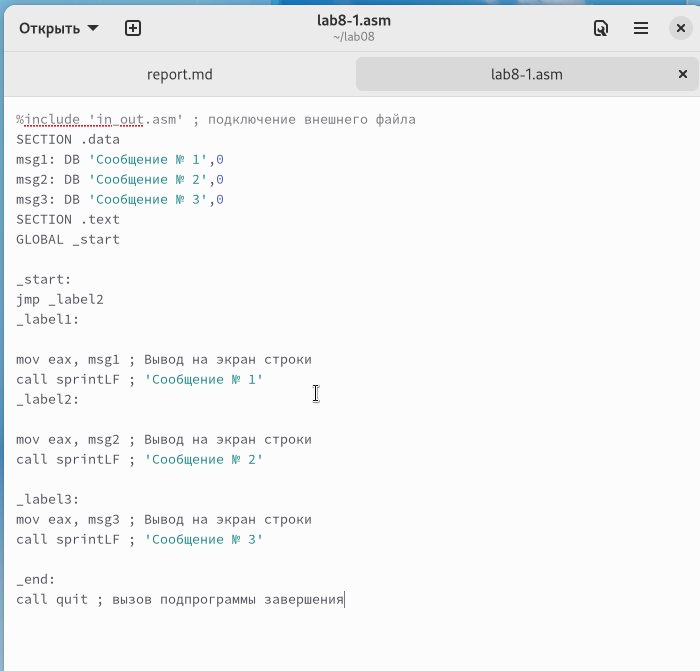 Открыть
lab8-1.asm
~/lab08
report.md
lab8-1.asm
%include 'in_out.asm' ; подключение внешнего файла
SECTION .data
msg1: DB 'Сообщение № 1',0
msg2: DB 'Сообщение № 2',0
msg3: DB 'Сообщение № 3',0
SECTION .text
GLOBAL _start
_start:
jmp _label2
_label1:
mov eax, msg1 ; Вывод на экран строки
call sprintLF ; 'Сообщение № 1'
_label2:
mov eax, msg2 ; Вывод на экран строки
call sprintLF ; 'Сообщение № 2'
_label3:
mov eax, msg3 ; Вывод на экран строки
call sprintLF ; 'Сообщение № 3'
_end:
call quit ; вызов подпрограммы завершения